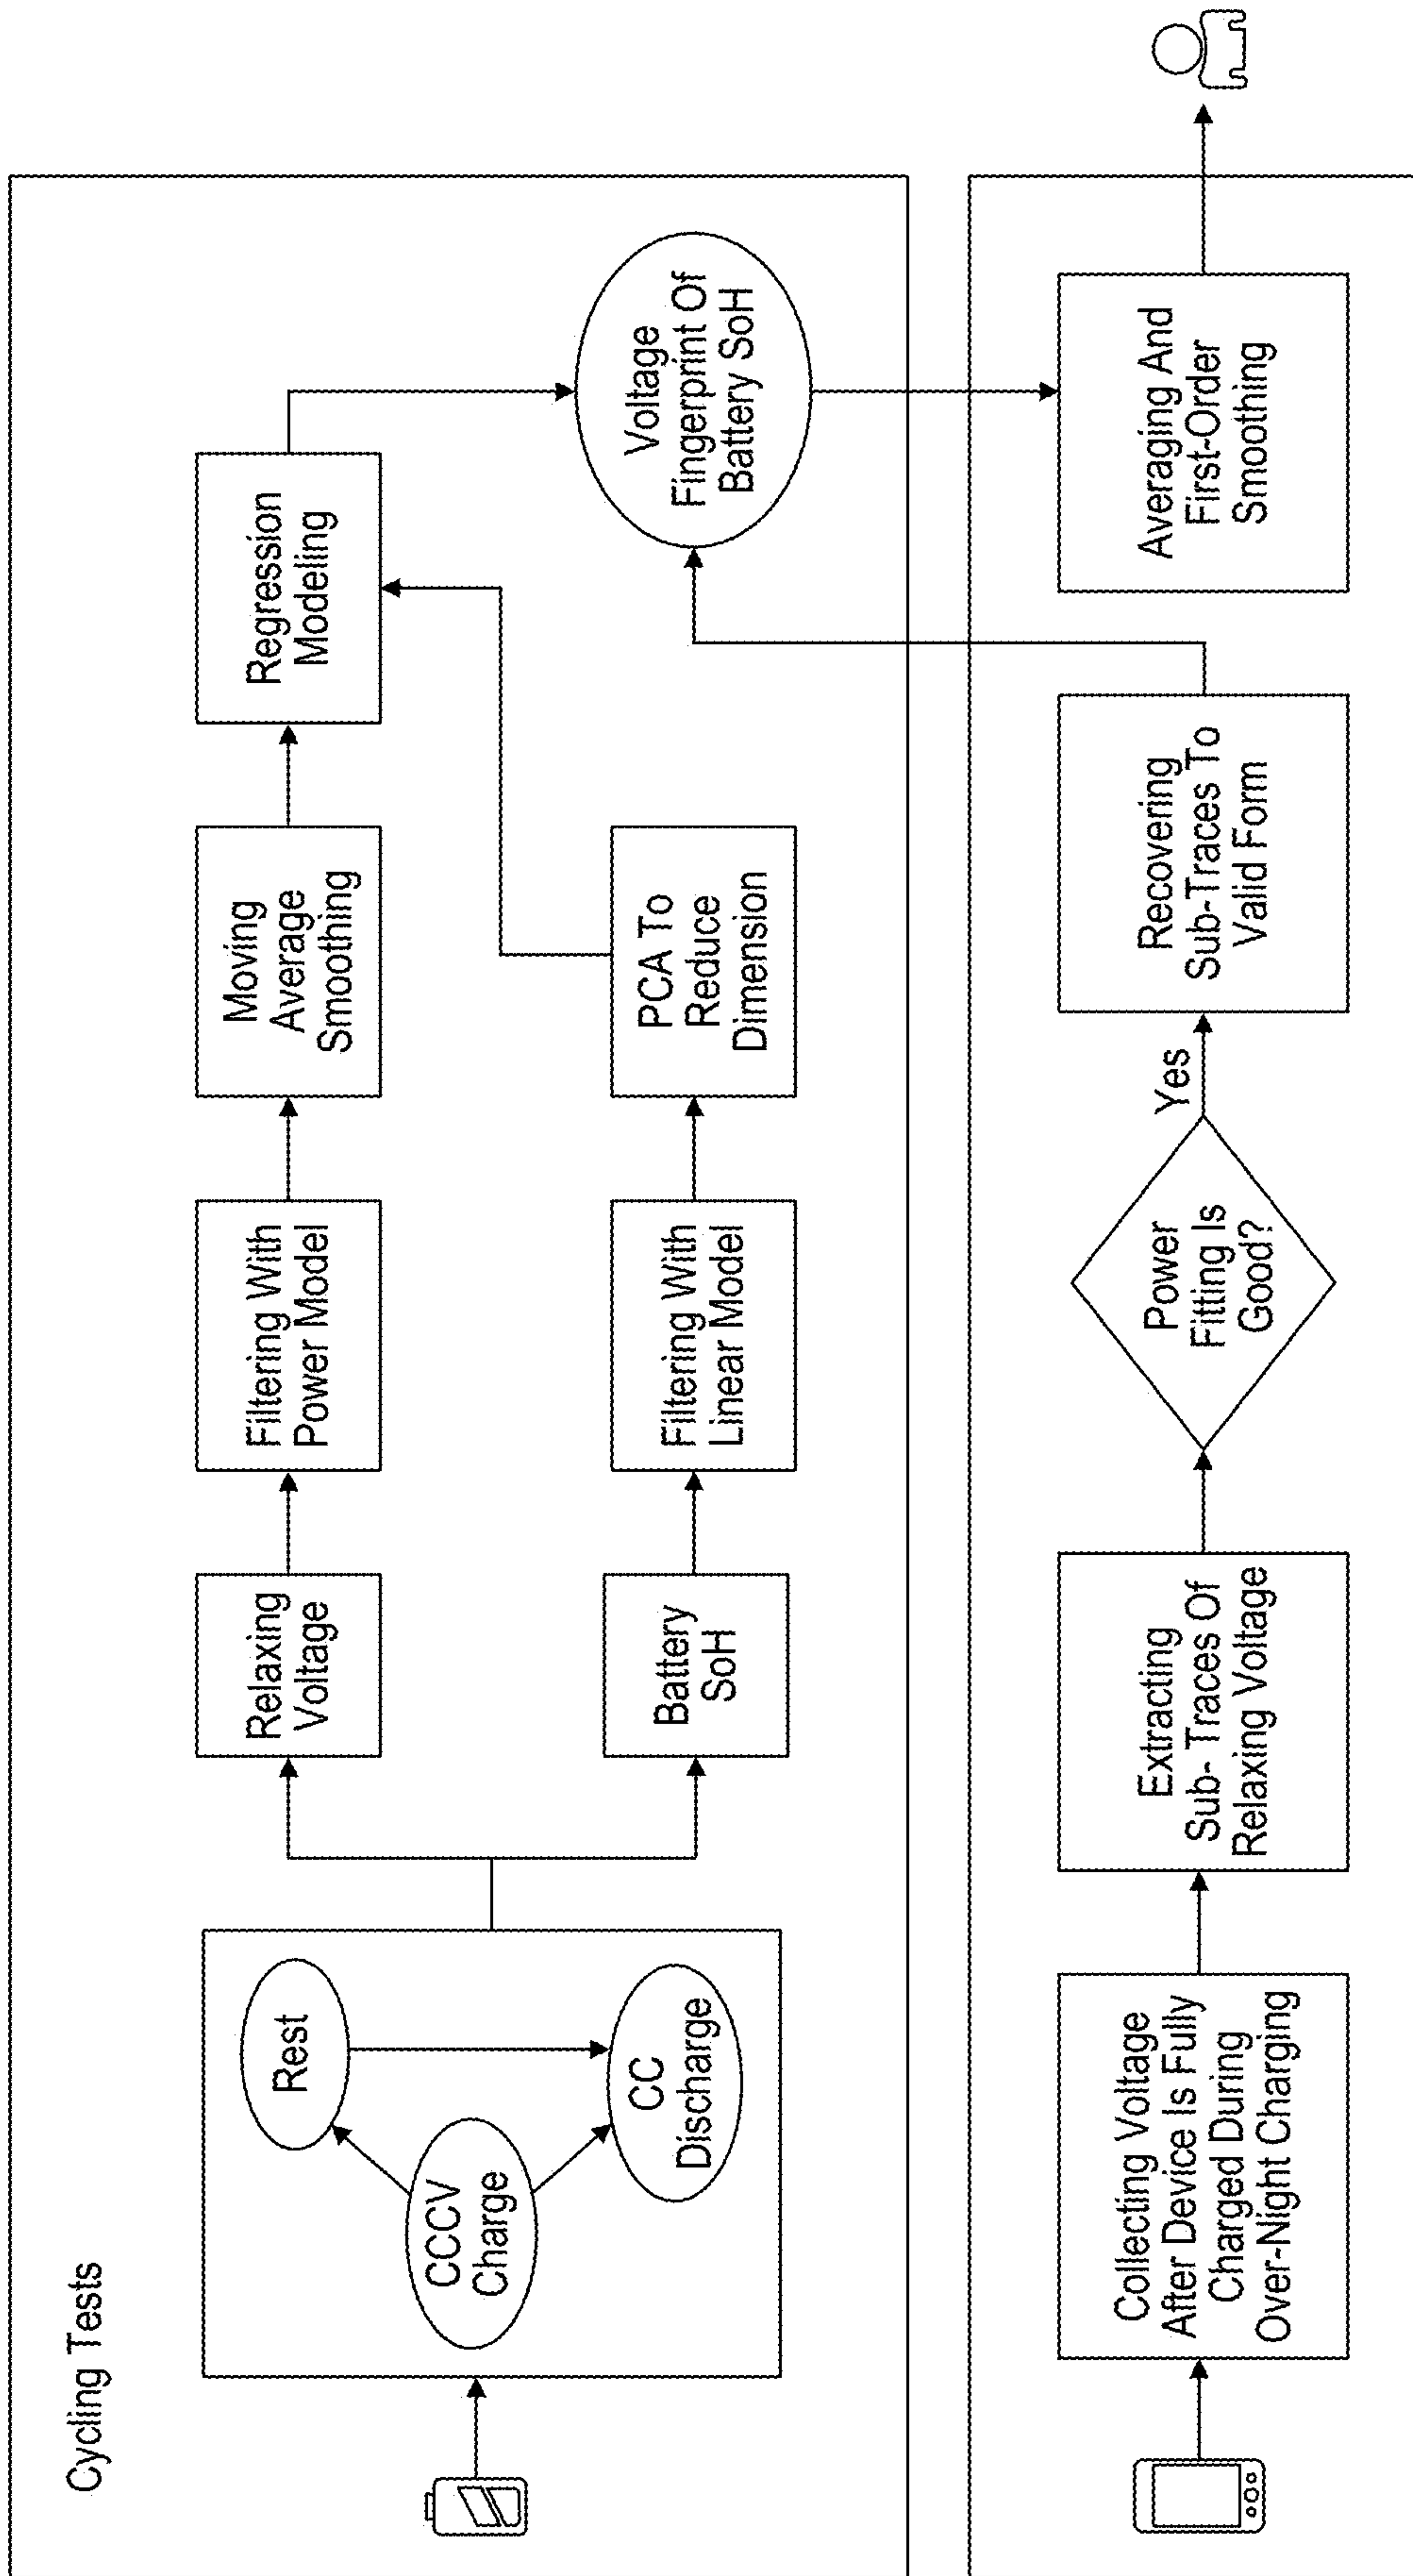 Cycling Tests
CCCV
Charge
Rest
CC
Discharge
Relaxing
Voltage
Filtering With
Power Model
Moving
Average
Smoothing
Regression
Modeling
Battery
SoH
Filtering With
Linear Model
PCA To
Reduce
Dimension
Voltage
Fingerprint Of
Battery SoH
Collecting Voltage
After Device Is Fully
Charged During
Over-Night Charging
Extracting
Sub- Traces Of
Relaxing Voltage
Power
Fitting Is
Good?
Yes
Recovering
Sub-Traces To
Valid Form
Averaging And
First-Order
Smoothing